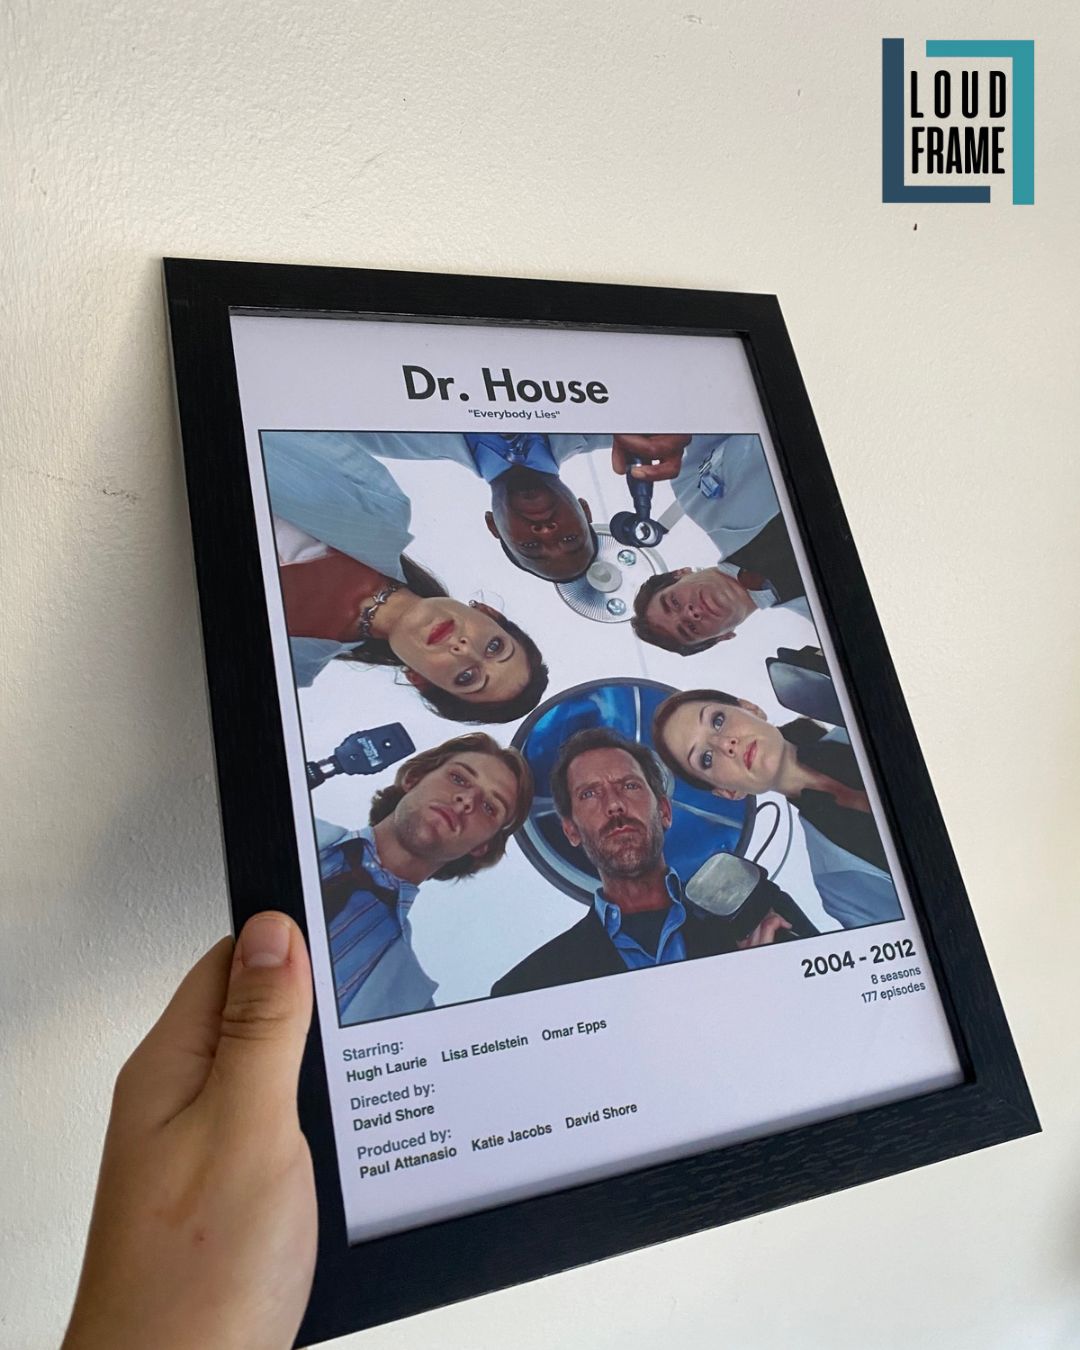 LOUD
FRAME
Dr. House
"Everybody Lies"
2004 - 2012
8 seasons
177 episodes
Starring:
Hugh Laurie Lisa Edelstein Omar Epps
Directed by:
David Shore
Produced by:
Paul Attanasio Katie Jacobs David Shore